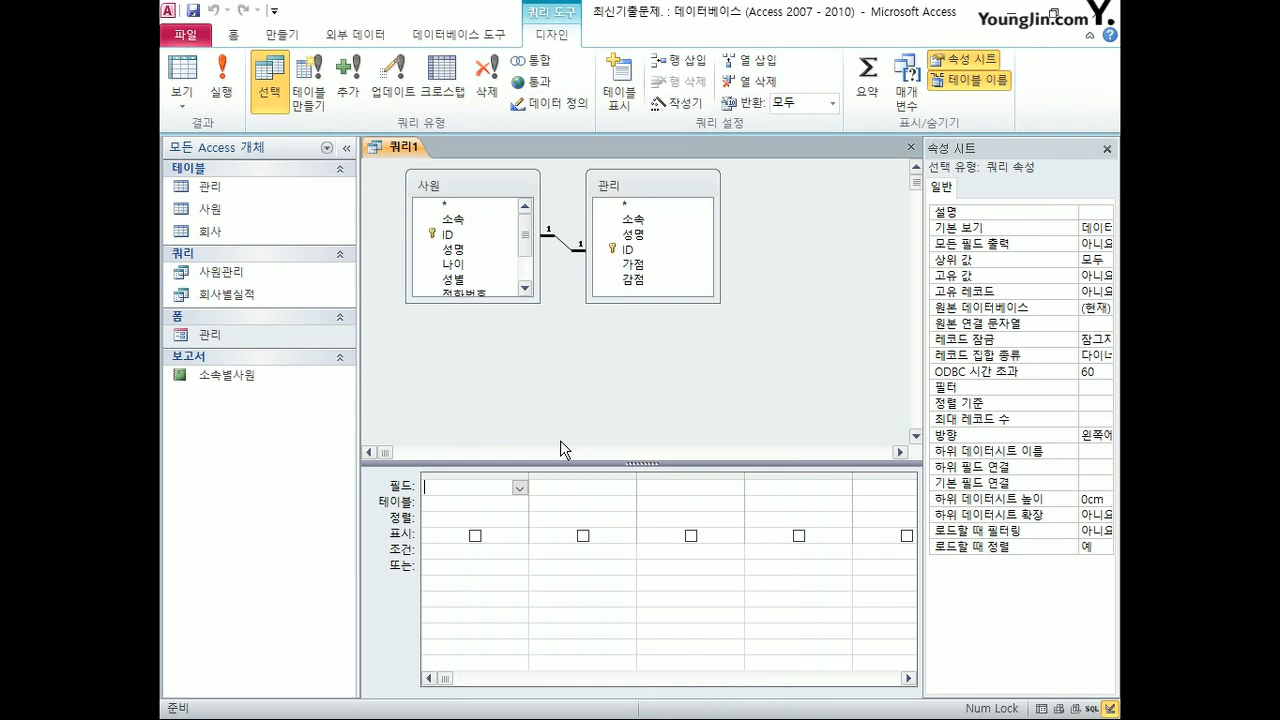 최신기출문제. : 데이터베이스 (Access 2007 - 2010) - Microsoft Access
쿼리 도구
YoungJin.com Y.
파일 홈 만들기 외부 데이터 데이터베이스 도구 디자인
보기 실행 선택 테이블 만들기 추가 업데이트 크로스탭 삭제 통합 통과 데이터 정의
테이블 표시 행 삽입 행 삭제 작성기 열 삽입 열 삭제 반환: 모두
요약 매개 변수 속성 시트 테이블 이름
결과 쿼리 유형 쿼리 설정 표시/숨기기
모든 Access 개체
테이블
관리
사원
회사
쿼리
사원관리
회사별실적
폼
관리
보고서
소속별사원
쿼리1
사원
*
소속
ID
성명
나이
성별
전화번호
1 1
관리
*
소속
성명
ID
가점
감점
필드:
테이블:
정렬:
표시:
조건:
또는:
속성 시트
선택 유형: 쿼리 속성
일반
설명
기본 보기 데이터
모든 필드 출력 아니요
상위 값 모두
고유 값 아니요
고유 레코드 아니요
원본 데이터베이스 (현재)
원본 연결 문자열
레코드 잠금 잠그지
레코드 집합 종류 다이너
ODBC 시간 초과 60
필터
정렬 기준
최대 레코드 수
방향 왼쪽에
하위 데이터시트 이름
하위 필드 연결
기본 필드 연결
하위 데이터시트 높이 0cm
하위 데이터시트 확장 아니요
로드할 때 필터링 아니요
로드할 때 정렬 예
준비 Num Lock SQL